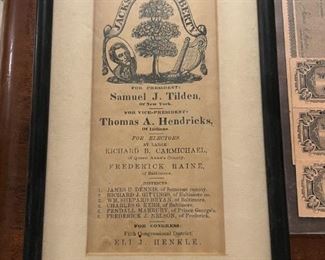 JACKS LIBERTY
FOR PRESIDENT:
Samuel J. Tilden,
Of New York.
FOR VICE-PRESIDENT:
Thomas A. Hendricks,
Of Indiana.
FOR ELECTORS
AT LARGE
RICHARD B. CARMICHAEL,
of Queen Anne's County.
FREDERICK RAINE,
of Baltimore.
DISTRICTS.
1. JAMES U. DENNIS, of Somerset county.
2. RICHARD J. GITTINGS, of Baltimore co.
3. WM. SHEPARD BRYAN, of Baltimore.
4. CHARLES G. KERR, of Baltimore.
5. FENDALL MARBURY, of Prince George's.
6. FREDERICK J. NELSON, of Frederick.
FOR CONGRESS:
Fifth Congressional District
ELI J. HENKLE.